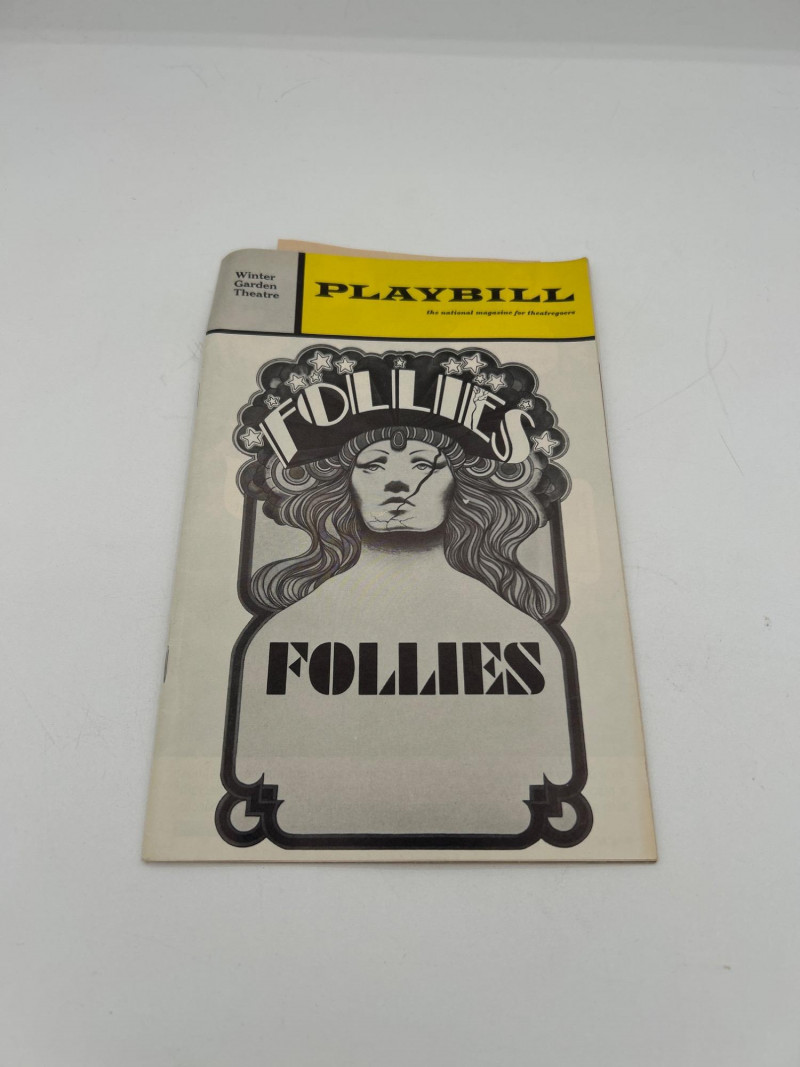 Winter
Garden
Theatre
PLAYBILL
the national magazine for theatregoers
FOLLIES
FOLLIES